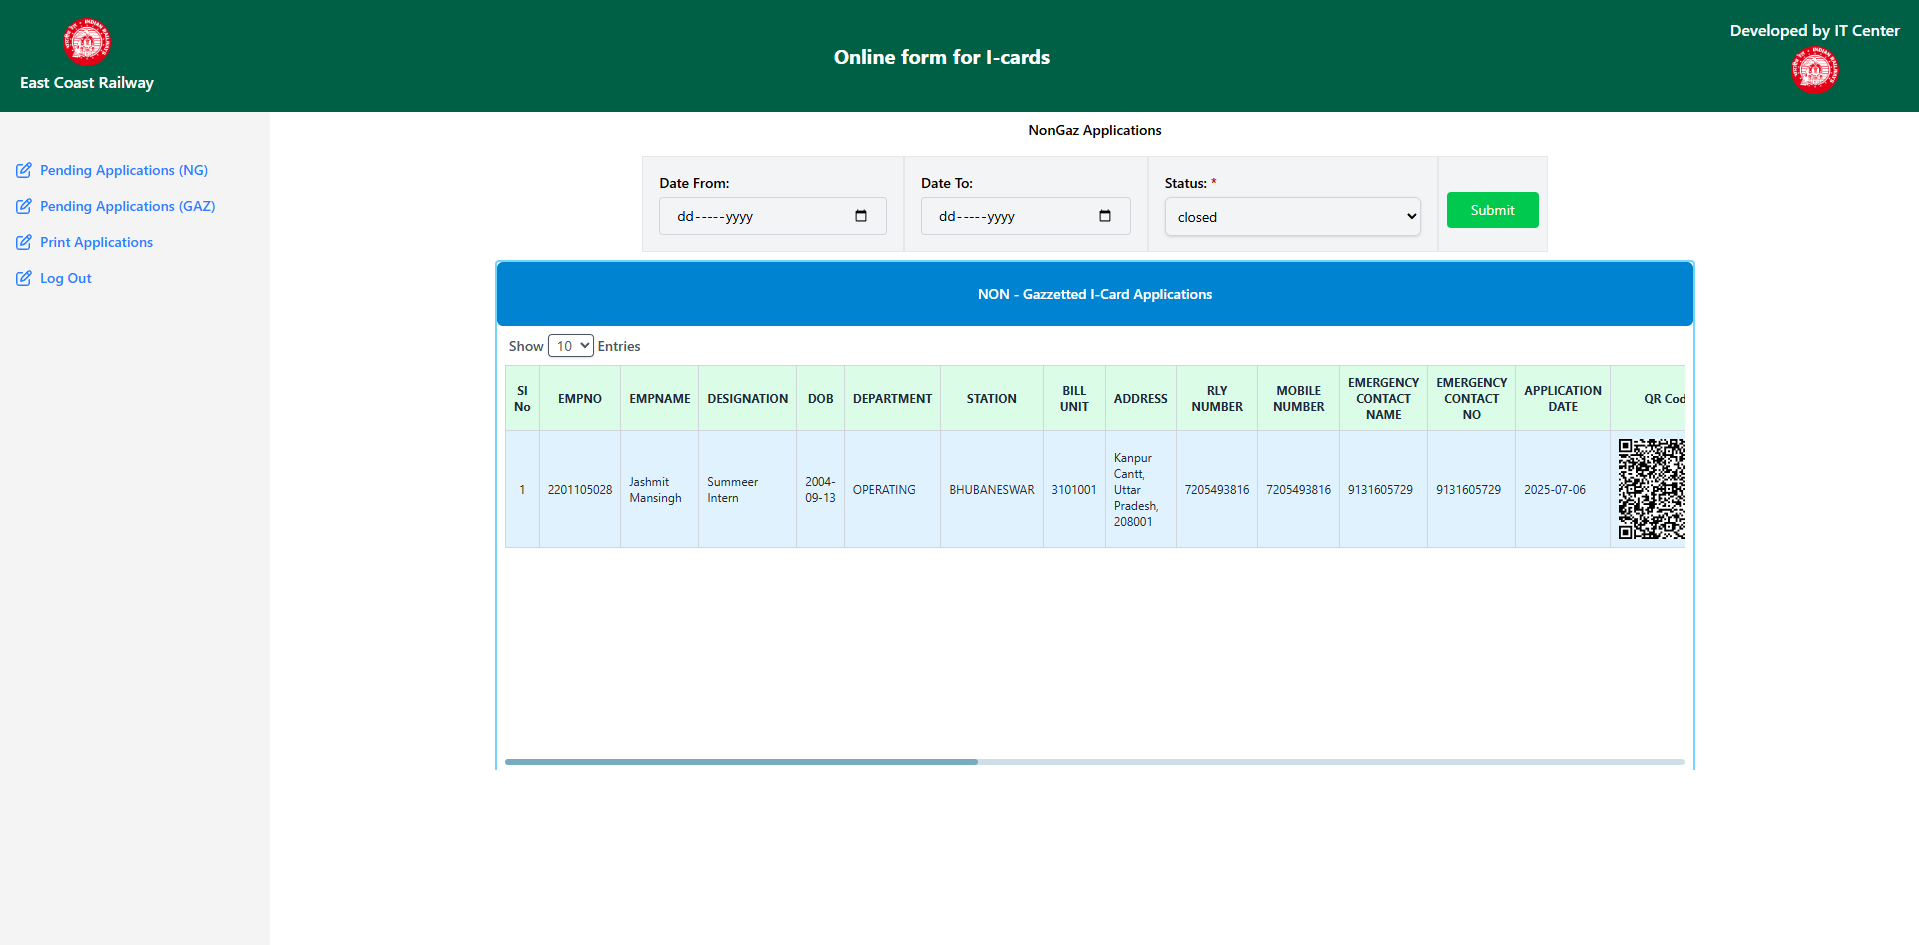 East Coast Railway
Online form for I-cards
Developed by IT Center
Pending Applications (NG)
Pending Applications (GAZ)
Print Applications
Log Out
NonGaz Applications
Date From:
dd-----yyyy
Date To:
dd-----yyyy
Status: *
closed
Submit
NON - Gazzetted I-Card Applications
Show 10 Entries
Sl No
EMPNO
EMPNAME
DESIGNATION
DOB
DEPARTMENT
STATION
BILL UNIT
ADDRESS
RLY NUMBER
MOBILE NUMBER
EMERGENCY CONTACT NAME
EMERGENCY CONTACT NO
APPLICATION DATE
QR Cod
1
2201105028
Jashmit Mansingh
Summeer Intern
2004-09-13
OPERATING
BHUBANESWAR
3101001
Kanpur Cantt, Uttar Pradesh, 208001
7205493816
7205493816
9131605729
9131605729
2025-07-06